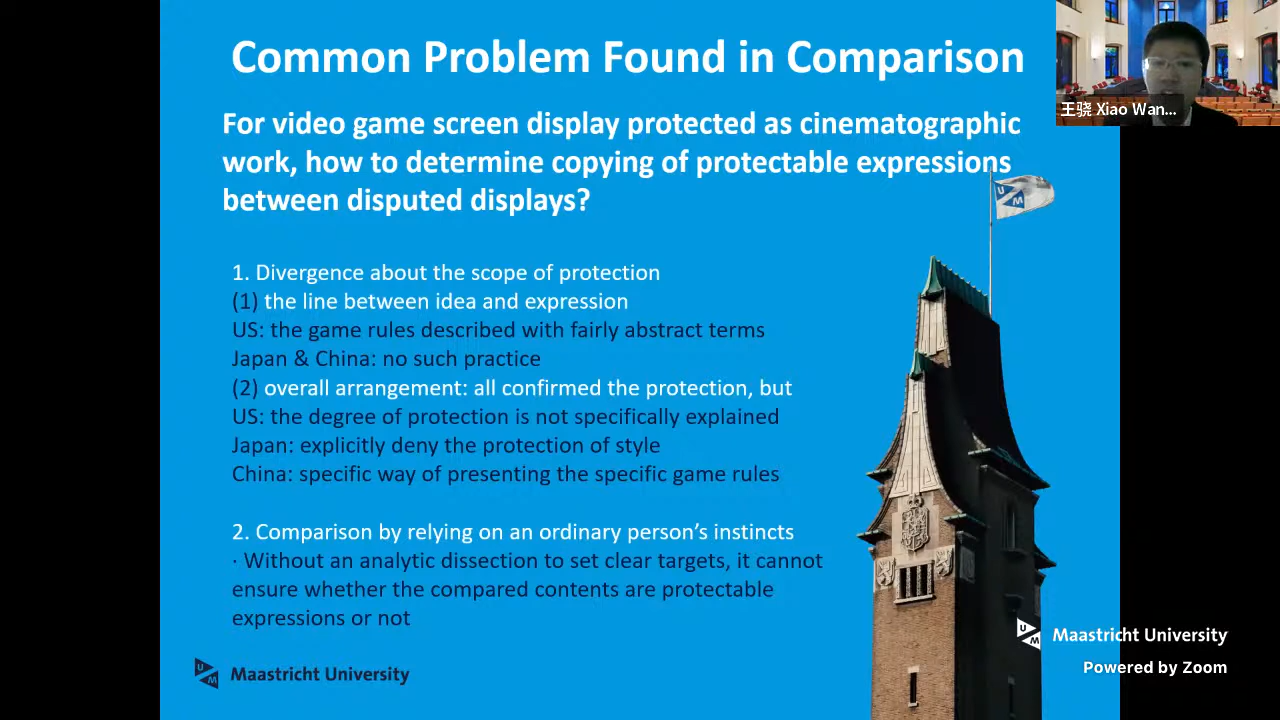 Common Problem Found in Comparison
王骁 Xiao Wan...
For video game screen display protected as cinematographic
work, how to determine copying of protectable expressions
between disputed displays?
U
M
1. Divergence about the scope of protection
(1) the line between idea and expression
US: the game rules described with fairly abstract terms
Japan & China: no such practice
(2) overall arrangement: all confirmed the protection, but
US: the degree of protection is not specifically explained
Japan: explicitly deny the protection of style
China: specific way of presenting the specific game rules
2. Comparison by relying on an ordinary person's instincts
· Without an analytic dissection to set clear targets, it cannot
ensure whether the compared contents are protectable
expressions or not
U
M
Maastricht University
Powered by Zoom
U
M
Maastricht University